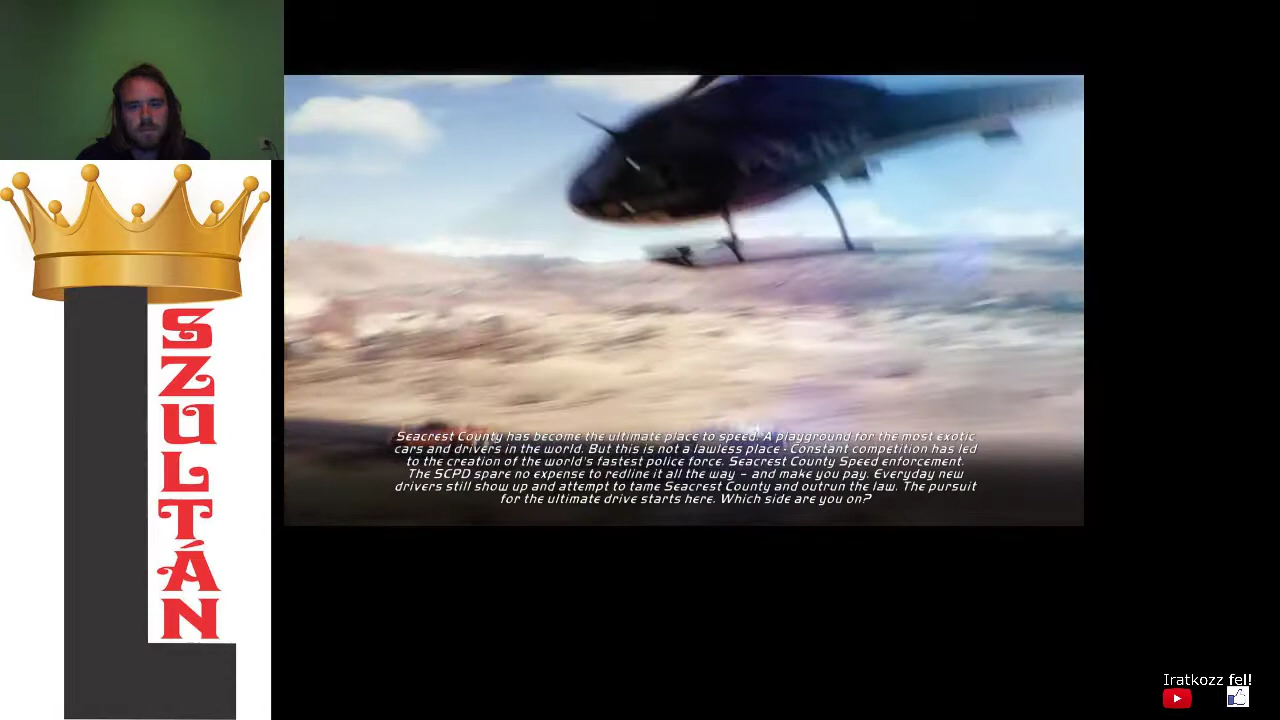 L
SZULTÁN
Seacrest County has become the ultimate place to speed. A playground for the most exotic
cars and drivers in the world. But this is not a lawless place - Constant competition has led
to the creation of the world's fastest police force. Seacrest County Speed enforcement.
The SCPD spare no expense to redline it all the way – and make you pay. Everyday new
drivers still show up and attempt to tame Seacrest County and outrun the law. The pursuit
for the ultimate drive starts here. Which side are you on?
Iratkozz fel!